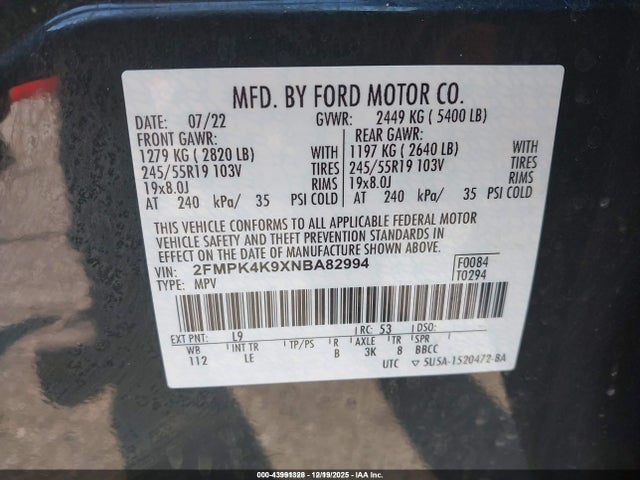 MFD. BY FORD MOTOR CO.
DATE: 07/22 GVWR: 2449 KG ( 5400 LB)
FRONT GAWR: REAR GAWR:
1279 KG ( 2820 LB) WITH 1197 KG ( 2640 LB) WITH
245/55R19 103V TIRES 245/55R19 103V TIRES
19x8.0J RIMS 19x8.0J RIMS
AT 240 kPa/ 35 PSI COLD AT 240 kPa/ 35 PSI COLD
THIS VEHICLE CONFORMS TO ALL APPLICABLE FEDERAL MOTOR
VEHICLE SAFETY AND THEFT PREVENTION STANDARDS IN
EFFECT ON THE DATE OF MANUFACTURE SHOWN ABOVE.
VIN: 2FMPK4K9XNBA82994 F0084
TYPE: MPV T0294
EXT PNT: L9 RC: 53 DSO:
WB INT TR TP/PS R AXLE TR SPR
112 LE B 3K 8 BBCC
UTC ▽ 5U5A-1520472-BA
000-43991328 - 12/19/2025 - IAAI, Inc.